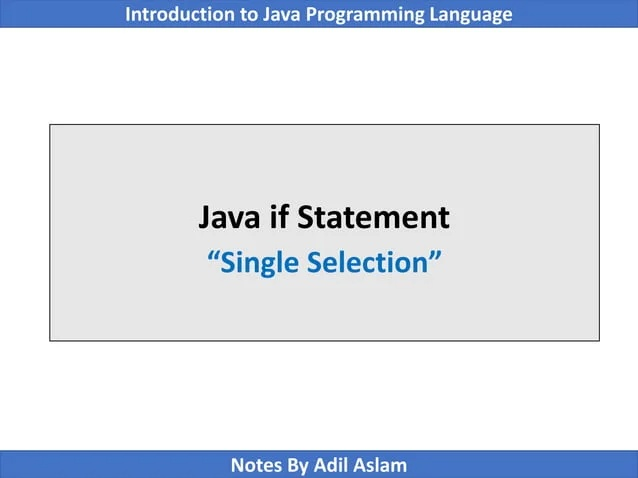 Introduction to Java Programming Language
Java if Statement
“Single Selection”
Notes By Adil Aslam